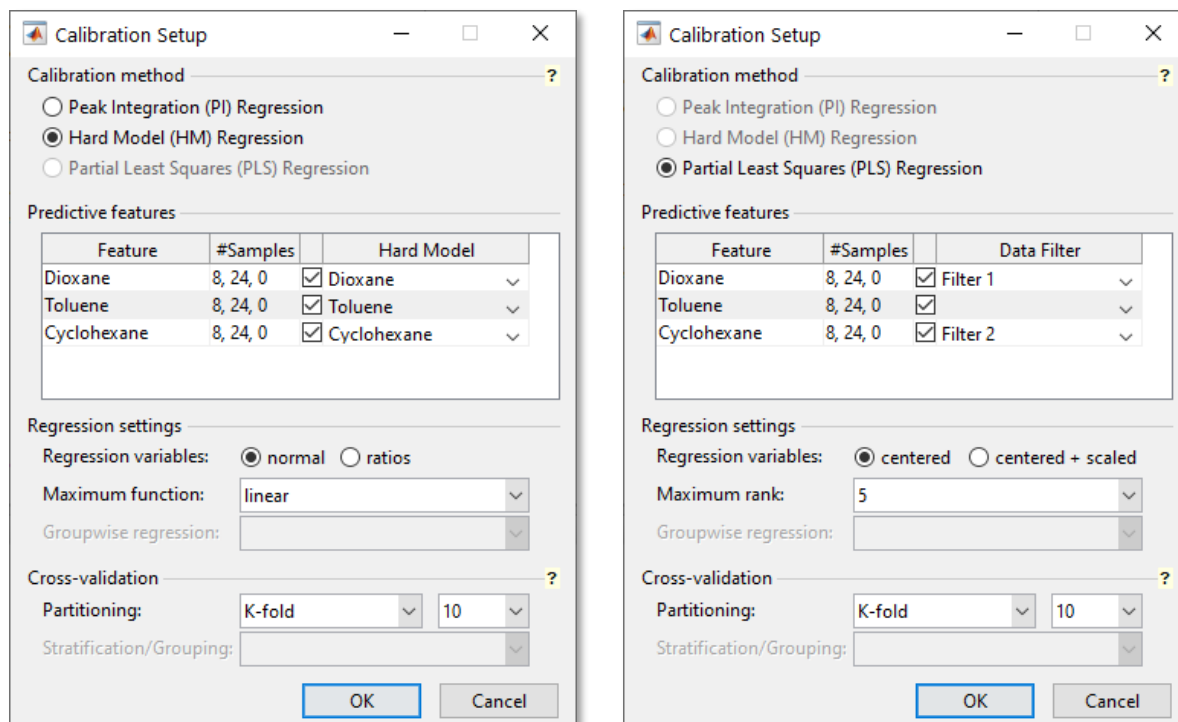 Calibration Setup
Calibration method ?
Peak Integration (PI) Regression
Hard Model (HM) Regression
Partial Least Squares (PLS) Regression
Predictive features
Feature #Samples Hard Model
Dioxane 8, 24, 0 Dioxane
Toluene 8, 24, 0 Toluene
Cyclohexane 8, 24, 0 Cyclohexane
Regression settings
Regression variables: normal ratios
Maximum function: linear
Groupwise regression:
Cross-validation ?
Partitioning: K-fold 10
Stratification/Grouping:
OK Cancel
Calibration Setup
Calibration method ?
Peak Integration (PI) Regression
Hard Model (HM) Regression
Partial Least Squares (PLS) Regression
Predictive features
Feature #Samples Data Filter
Dioxane 8, 24, 0 Filter 1
Toluene 8, 24, 0
Cyclohexane 8, 24, 0 Filter 2
Regression settings
Regression variables: centered centered + scaled
Maximum rank: 5
Groupwise regression:
Cross-validation ?
Partitioning: K-fold 10
Stratification/Grouping:
OK Cancel